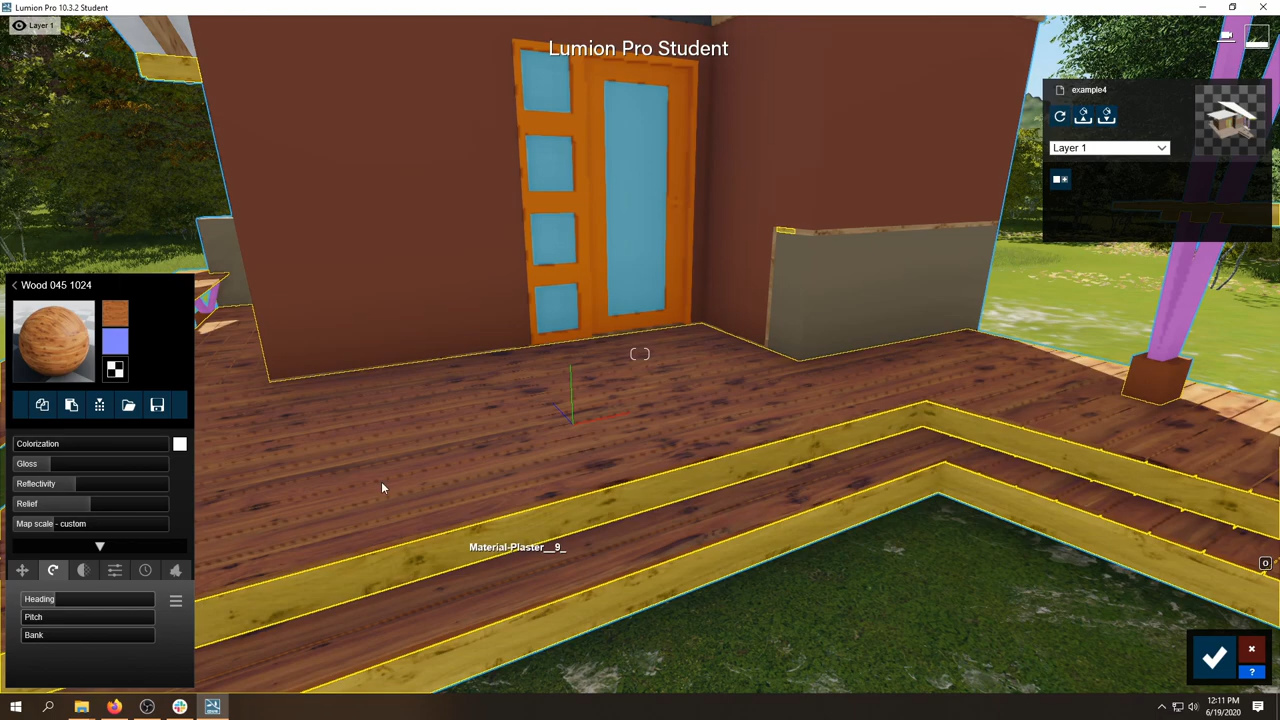 Lumion Pro 10.3.2 Student
Layer 1
Lumion Pro Student
example4
Layer 1
Wood 045 1024
Colorization
Gloss
Reflectivity
Relief
Map scale - custom
Material-Plaster__9_
Heading
Pitch
Bank
?
12:11 PM
6/19/2020